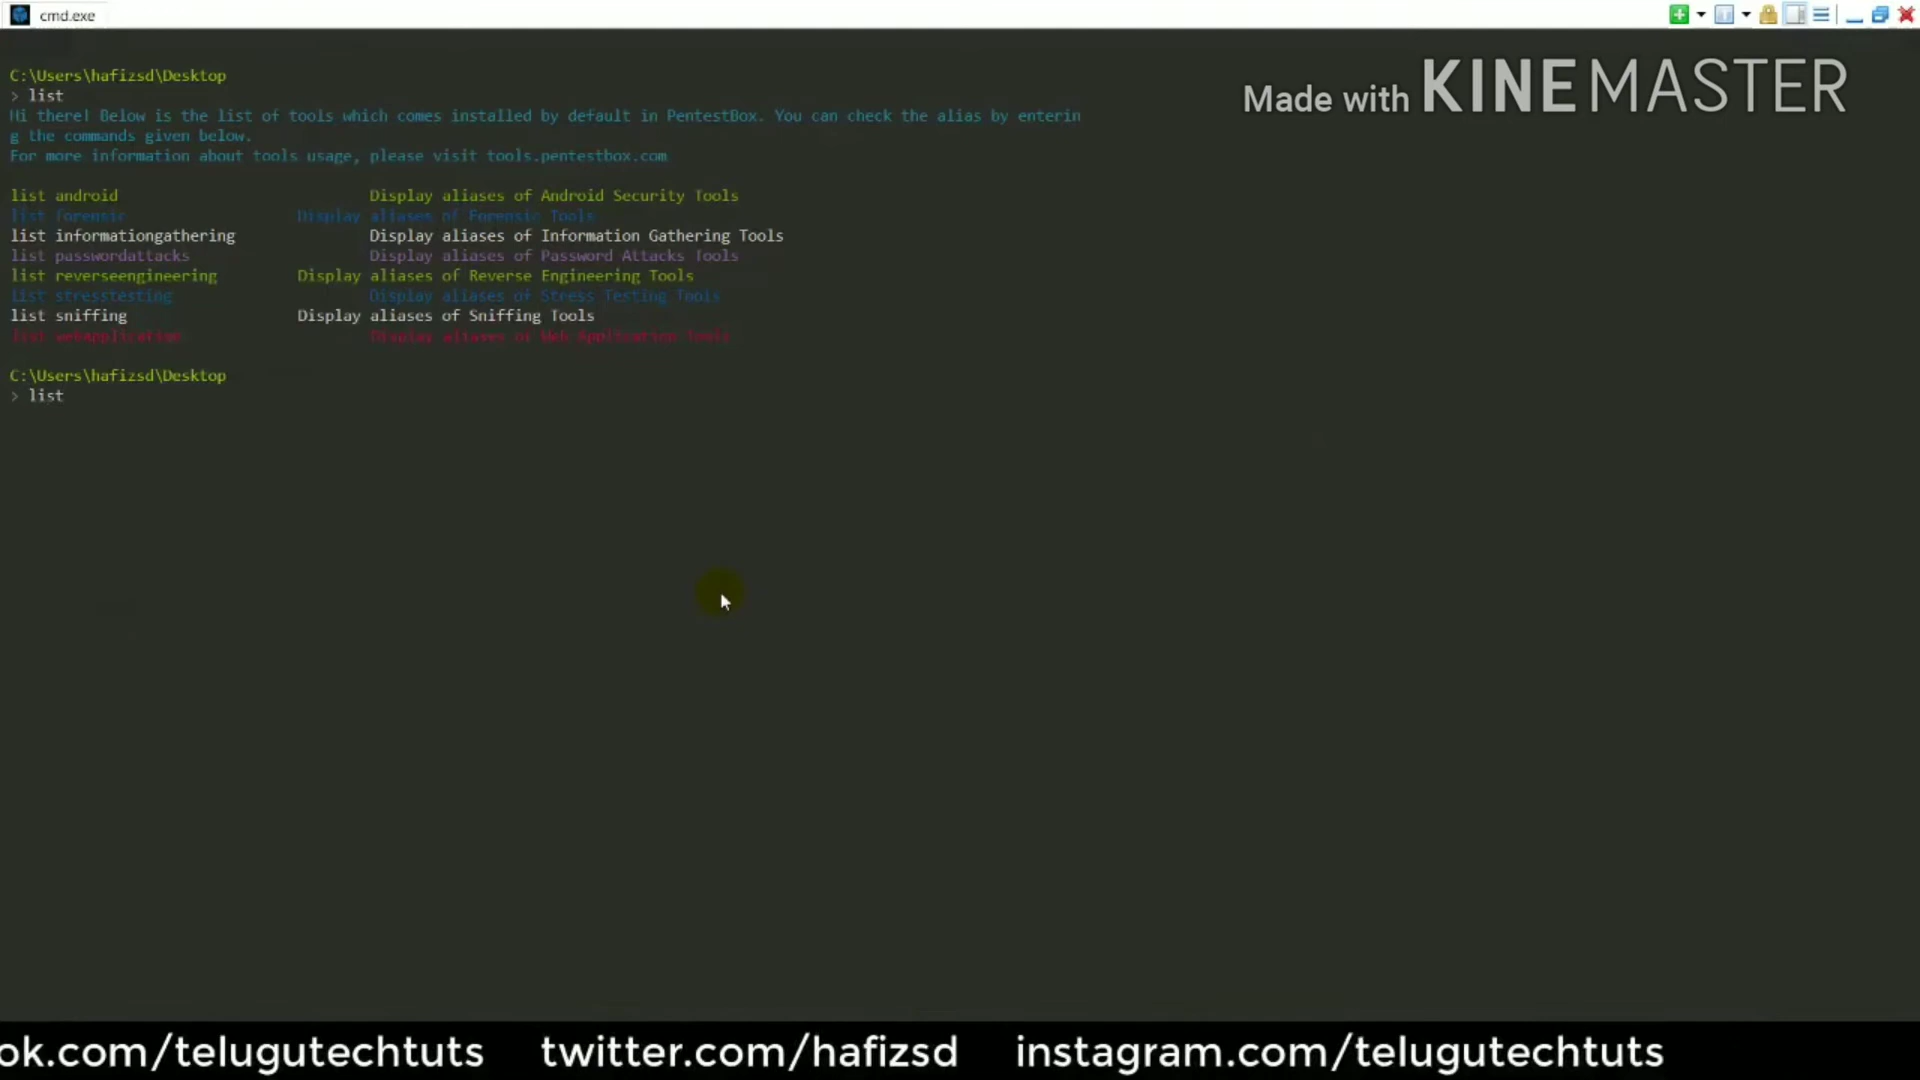 cmd.exe
C:\Users\hafizsd\Desktop
> list
Hi there! Below is the list of tools which comes installed by default in PentestBox. You can check the alias by enterin
g the commands given below.
For more information about tools usage, please visit tools.pentestbox.com
list android Display aliases of Android Security Tools
list forensic Display aliases of Forensic Tools
list informationgathering Display aliases of Information Gathering Tools
list passwordattacks Display aliases of Password Attacks Tools
list reverseengineering Display aliases of Reverse Engineering Tools
list stresstesting Display aliases of Stress Testing Tools
list sniffing Display aliases of Sniffing Tools
list webapplication Display aliases of Web Application Tools
C:\Users\hafizsd\Desktop
> list
Made with KINEMASTER
ok.com/telugutechtuts twitter.com/hafizsd instagram.com/telugutechtuts